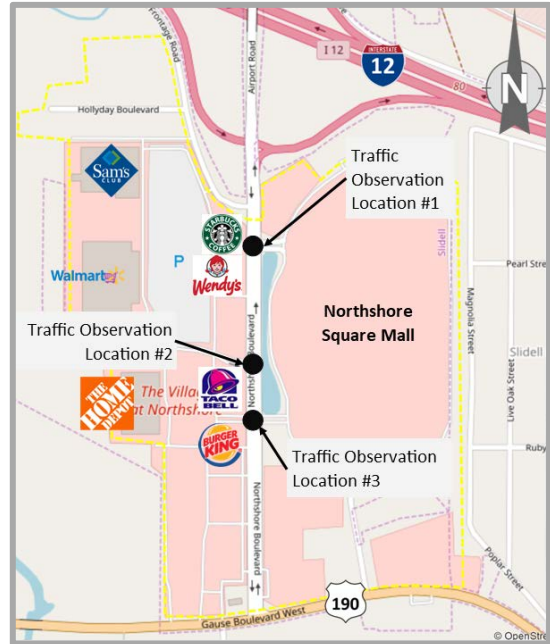 Frontage Road
Airport Road
I 12
INTERSTATE
12
80
N
Hollyday Boulevard
Sam's
CLUB
Traffic
Observation
Location #1
STARBUCKS
COFFEE
Slidell
P
Walmart
Wendy's
Pearl Street
Northshore
Square Mall
Magnolia Street
Traffic Observation
Location #2
Northshore Boulevard
Slidell
Live Oak Street
THE
HOME
DEPOT
The Villa
at Northshore
TACO
BELL
BURGER
KING
Traffic Observation
Location #3
Ruby
Northshore Boulevard
Poplar Street
190
Gause Boulevard West
© OpenStre